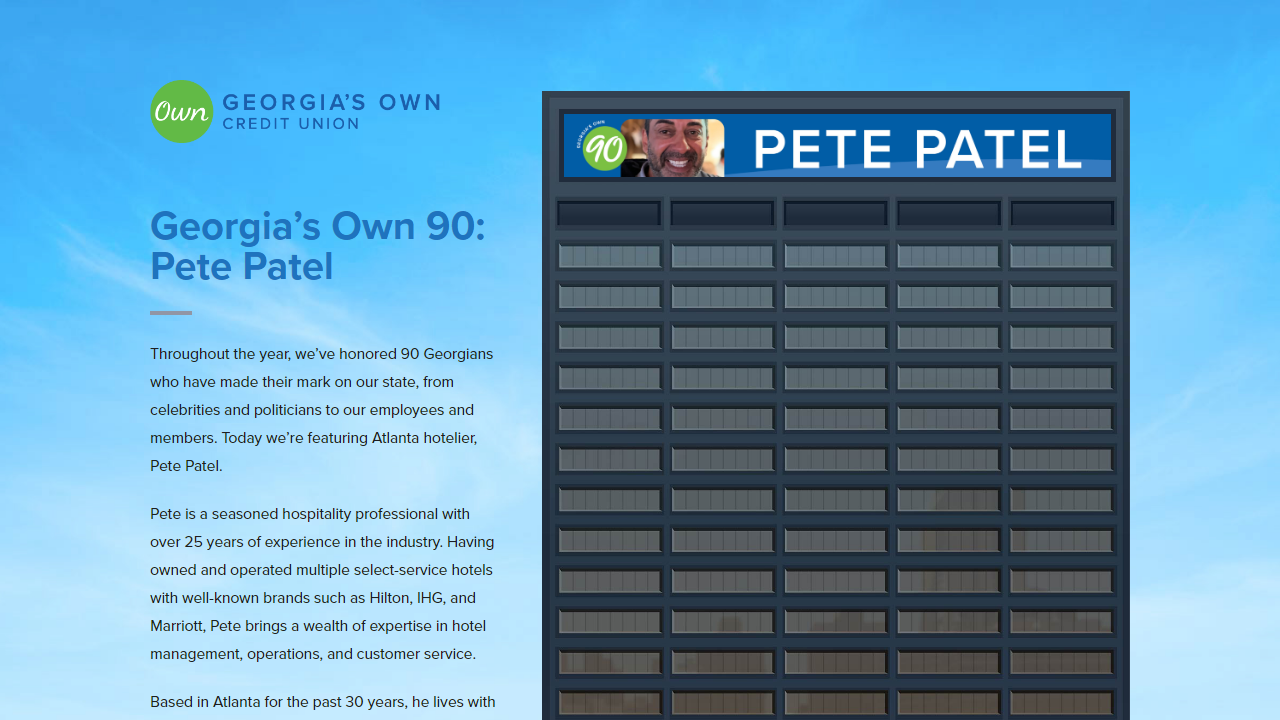 Own
GEORGIA'S OWN
CREDIT UNION
Georgia's Own 90:
Pete Patel
Throughout the year, we've honored 90 Georgians
who have made their mark on our state, from
celebrities and politicians to our employees and
members. Today we're featuring Atlanta hotelier,
Pete Patel.
Pete is a seasoned hospitality professional with
over 25 years of experience in the industry. Having
owned and operated multiple select-service hotels
with well-known brands such as Hilton, IHG, and
Marriott, Pete brings a wealth of expertise in hotel
management, operations, and customer service.
Based in Atlanta for the past 30 years, he lives with
GEORGIA'S OWN
90
PETE PATEL